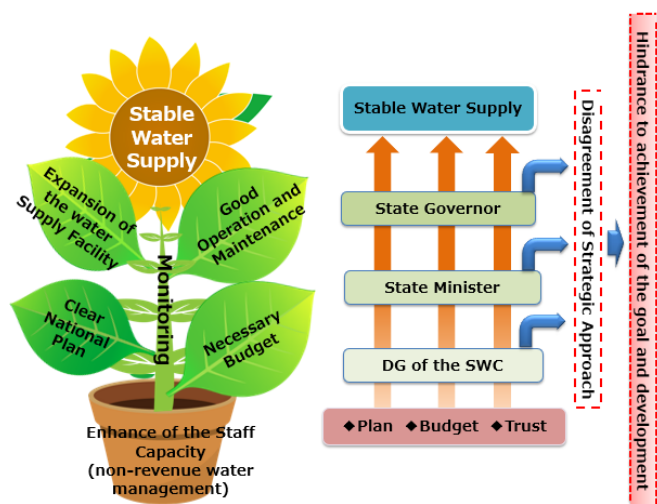 Stable
Water
Supply
Expansion of
the water
Supply Facility
Good
Operation and
Maintenance
Monitoring
Clear
National
Plan
Necessary
Budget
Enhance of the Staff
Capacity
(non-revenue water
management)
Stable Water Supply
State Governor
State Minister
DG of the SWC
◆Plan ◆Budget ◆Trust
Disagreement of Strategic Approach
Hindrance to achievement of the goal and development